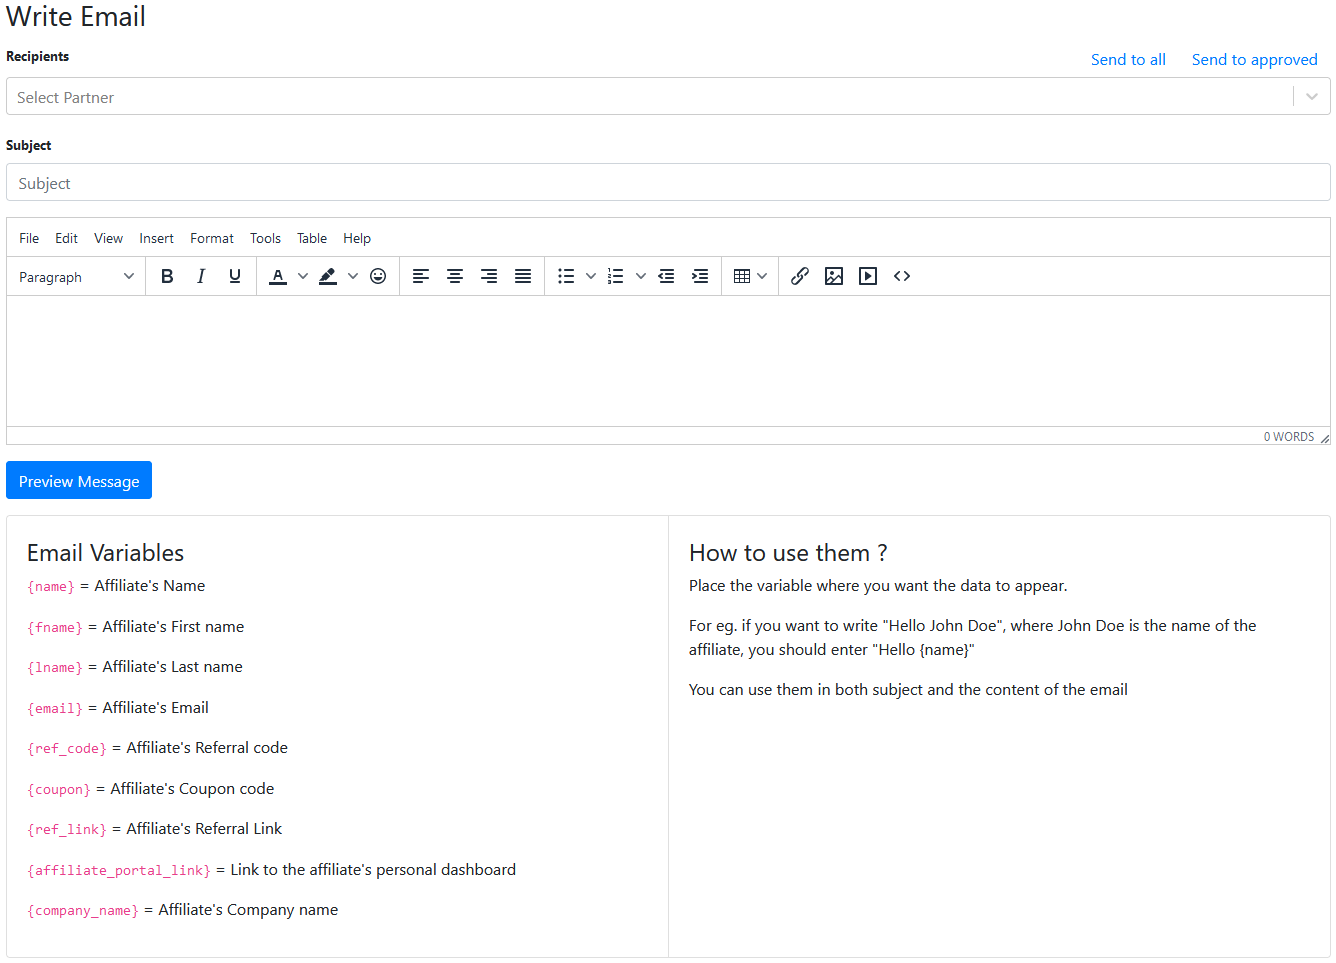 Write Email
Recipients
Send to all Send to approved
Select Partner
Subject
Subject
File Edit View Insert Format Tools Table Help
Paragraph
0 WORDS
Preview Message
Email Variables
{name} = Affiliate's Name
{fname} = Affiliate's First name
{lname} = Affiliate's Last name
{email} = Affiliate's Email
{ref_code} = Affiliate's Referral code
{coupon} = Affiliate's Coupon code
{ref_link} = Affiliate's Referral Link
{affiliate_portal_link} = Link to the affiliate's personal dashboard
{company_name} = Affiliate's Company name
How to use them ?
Place the variable where you want the data to appear.
For eg. if you want to write "Hello John Doe", where John Doe is the name of the
affiliate, you should enter "Hello {name}"
You can use them in both subject and the content of the email